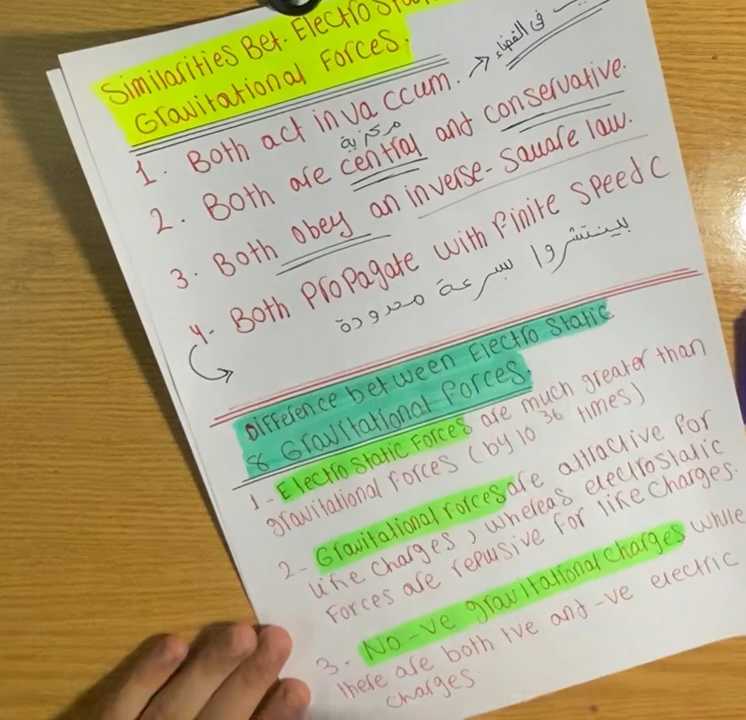 Similarities Bet. Electro
Gravitational Forces.
1. Both act in va ccum. → فى الفضاء
مركزية
2. Both are central and conservative.
3. Both obey an inverse-Square law.
4- Both Propagate with Finite Speed C
بينتشروا بسرعة محدودة
Difference between Electro Static
& Gravitational Forces.
1- Electro Static Forces are much greater than
gravitational Forces (by 10 36 times)
2- Gravitational Forces are attractive For
like charges, whereas electrostatic
Forces are repulsive For like Charges.
3- No -ve gravitational Charges while
there are both +ve and -ve electric
charges.